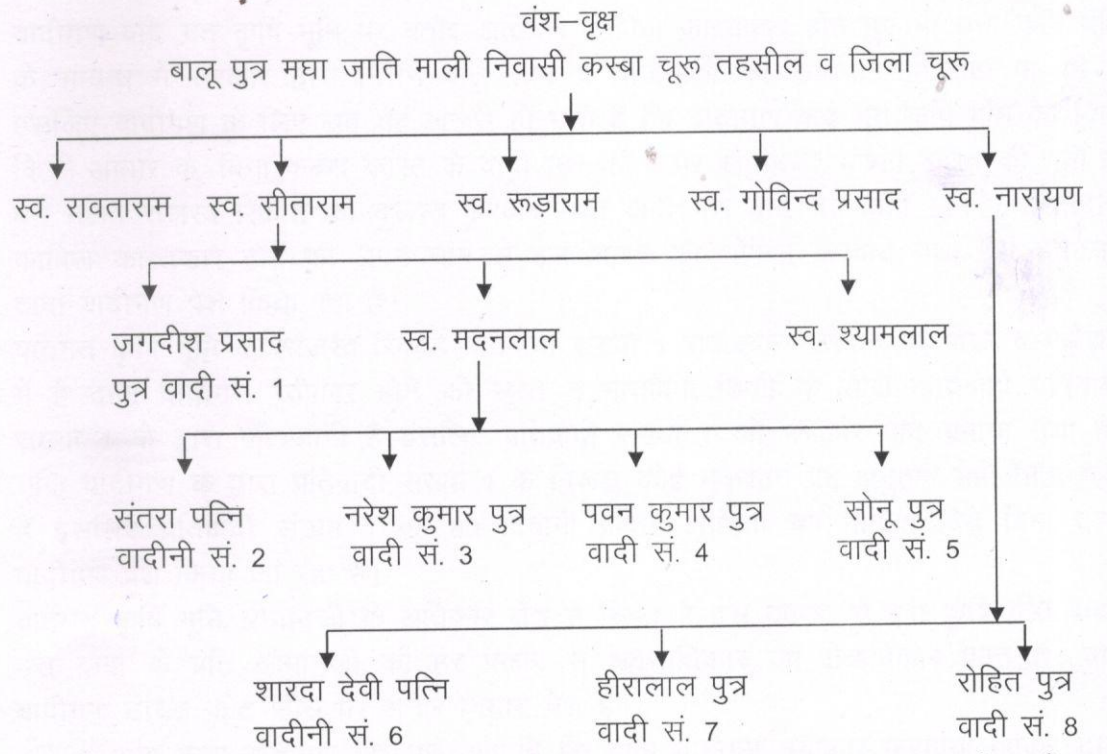 वंश–वृक्ष
बालू पुत्र मघा जाति माली निवासी कस्बा चूरू तहसील व जिला चूरू
स्व. रावताराम स्व. सीताराम स्व. रूडाराम स्व. गोविन्द प्रसाद स्व. नारायण
जगदीश प्रसाद स्व. मदनलाल स्व. श्यामलाल
पुत्र वादी सं. 1
संतरा पत्नि नरेश कुमार पुत्र पवन कुमार पुत्र सोनू पुत्र
वादीनी सं. 2 वादी सं. 3 वादी सं. 4 वादी सं. 5
शारदा देवी पत्नि हीरालाल पुत्र रोहित पुत्र
वादीनी सं. 6 वादी सं. 7 वादी सं. 8